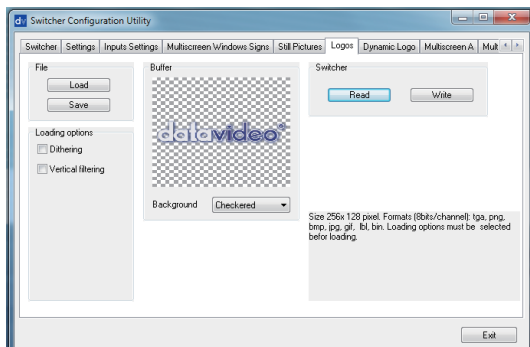 Switcher Configuration Utility
Switcher Settings Inputs Settings Multiscreen Windows Signs Still Pictures Logos Dynamic Logo Multiscreen A Mult
File
Load
Save
Loading options
Dithering
Vertical filtering
Buffer
datavideo®
Background Checkered
Switcher
Read Write
Size 256x 128 pixel. Formats (8bits/channel): tga, png,
bmp, jpg, gif, lbl, bin. Loading options must be selected
befor loading.
Exit